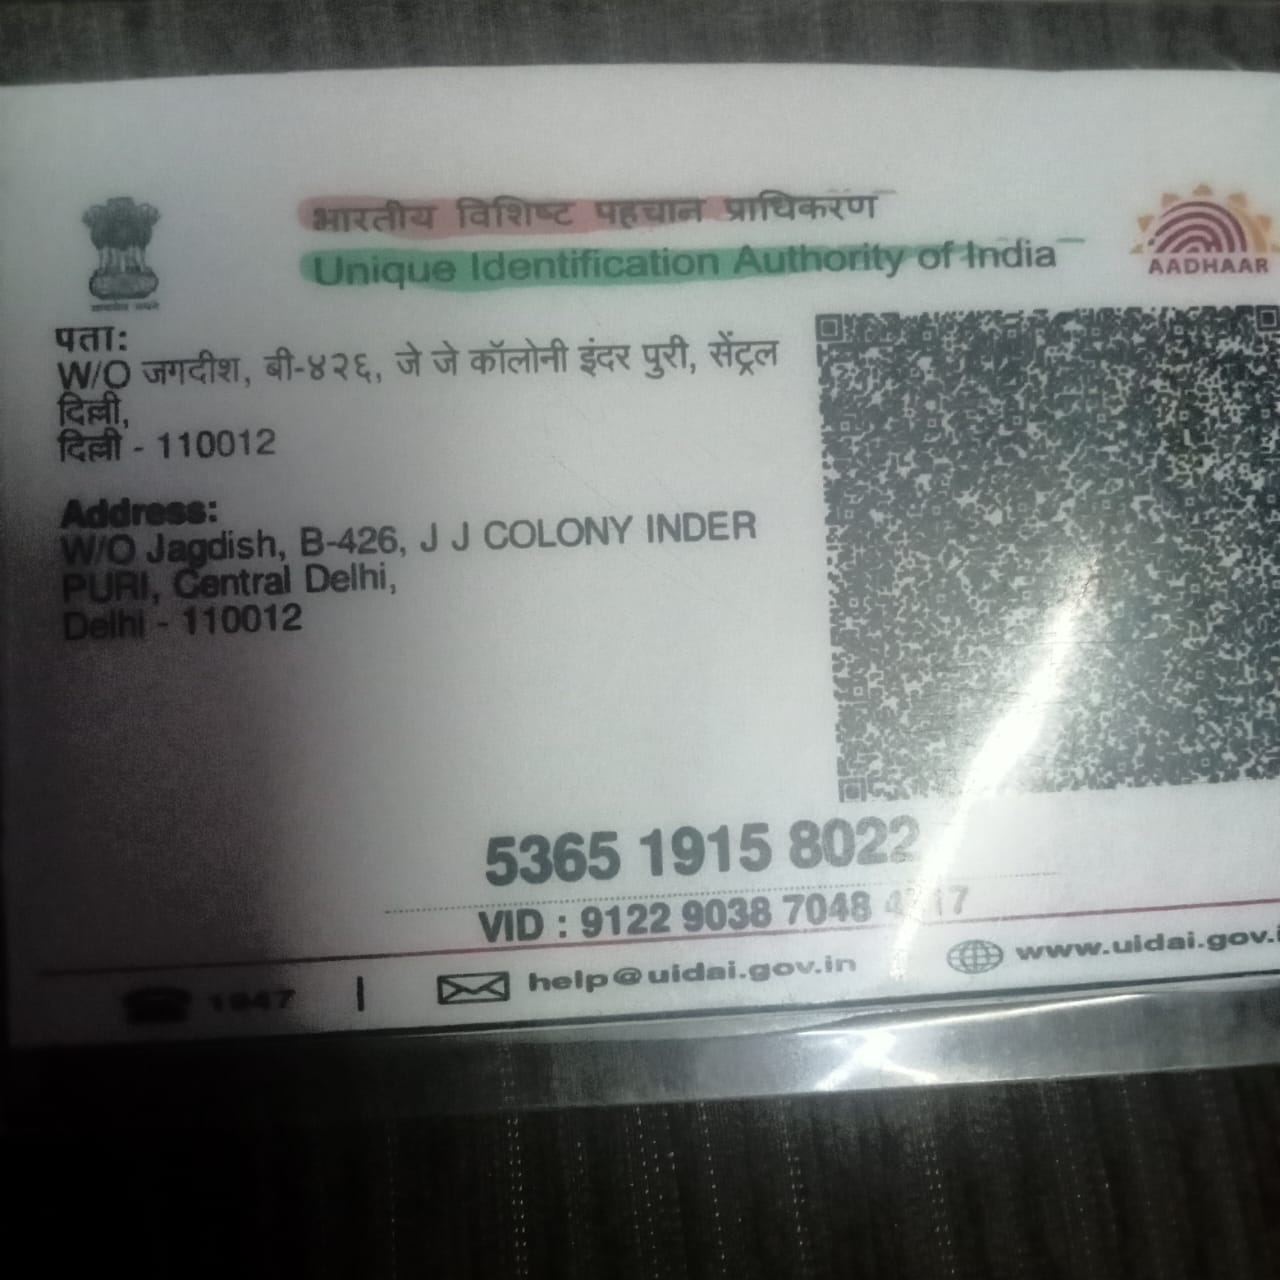 भारतीय विशिष्ट पहचान प्राधिकरण
Unique Identification Authority of India
AADHAAR
पता:
W/O जगदीश, बी-४२६, जे जे कॉलोनी इंदर पुरी, सेंट्रल
दिल्ली,
दिल्ली - 110012
Address:
W/O Jagdish, B-426, J J COLONY INDER
PURI, Central Delhi,
Delhi - 110012
5365 1915 8022
VID : 9122 9038 7048
1947
help@uidai.gov.in
www.uidai.gov.i